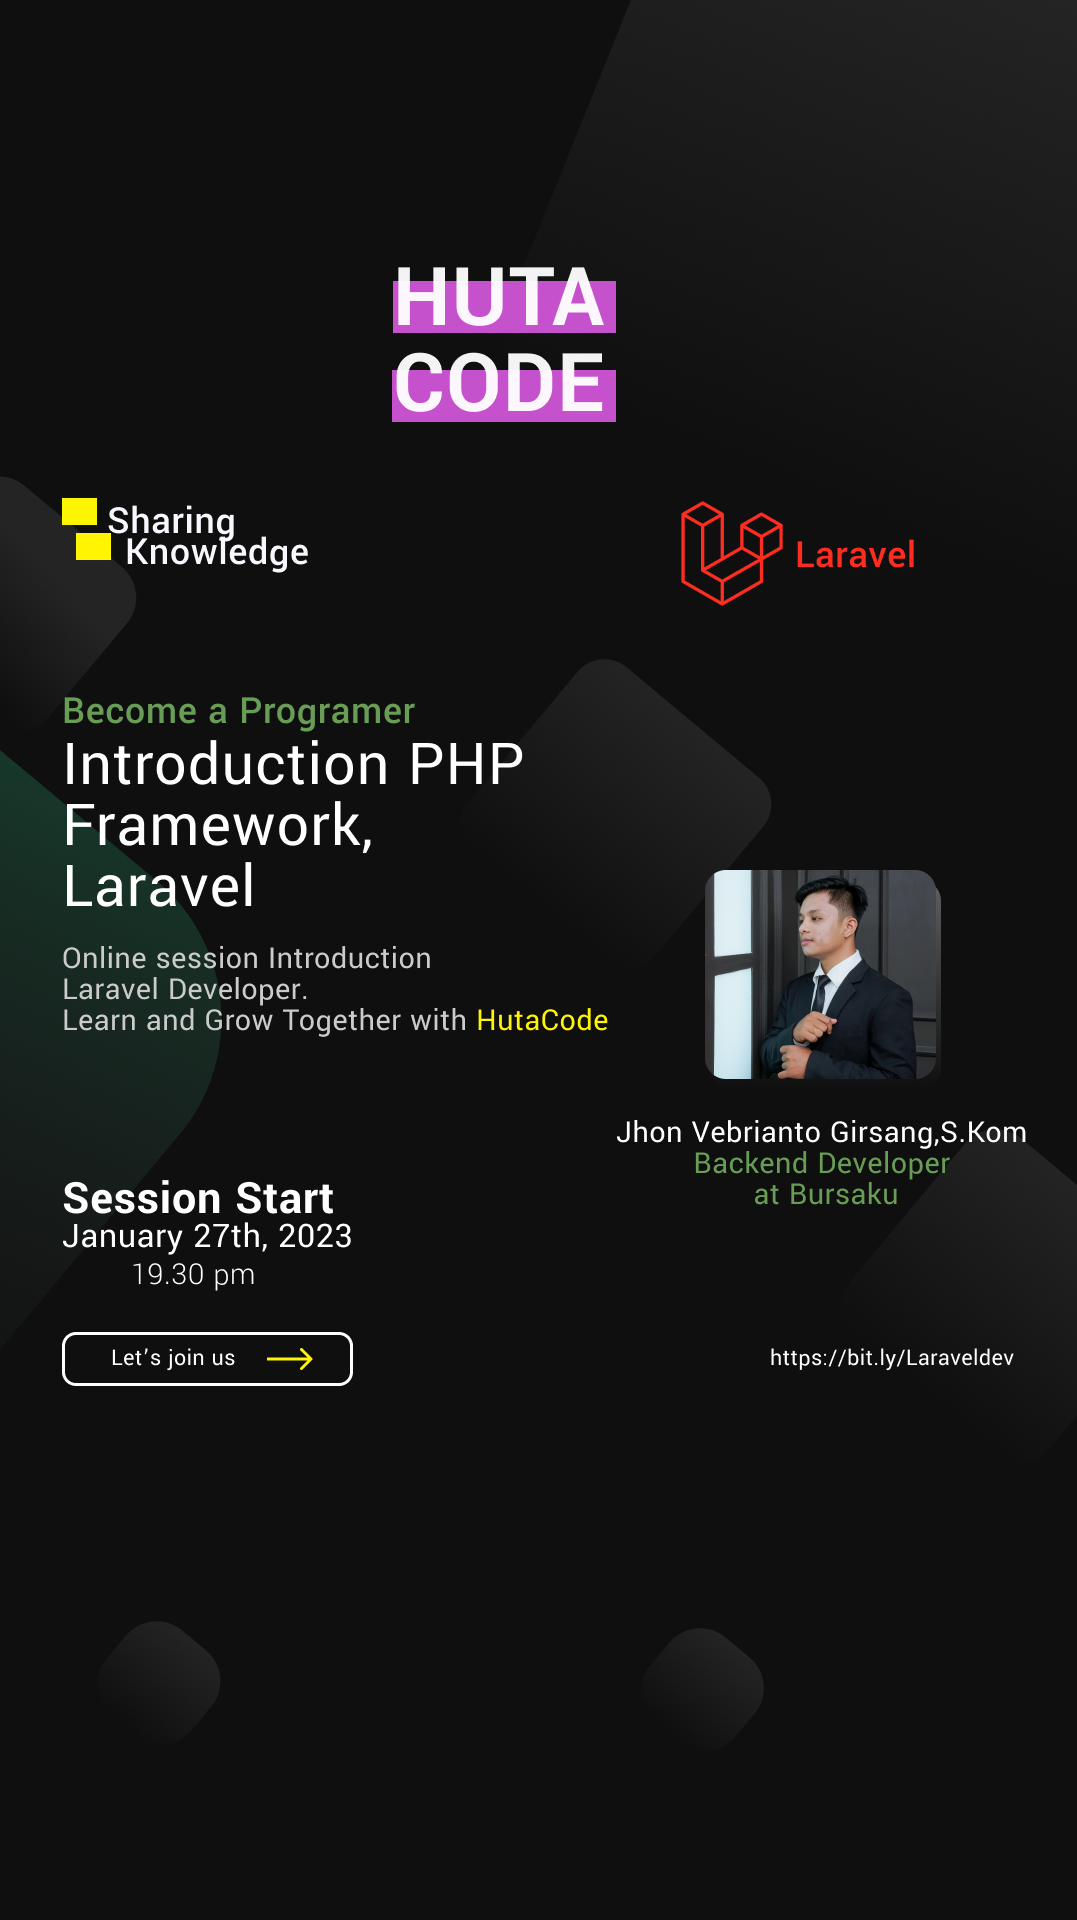 HUTA
CODE
Sharing
Knowledge
Laravel
Become a Programer
Introduction PHP
Framework,
Laravel
Online session Introduction
Laravel Developer.
Learn and Grow Together with HutaCode
Jhon Vebrianto Girsang,S.Kom
Backend Developer
at Bursaku
Session Start
January 27th, 2023
19.30 pm
Let's join us
https://bit.ly/Laraveldev